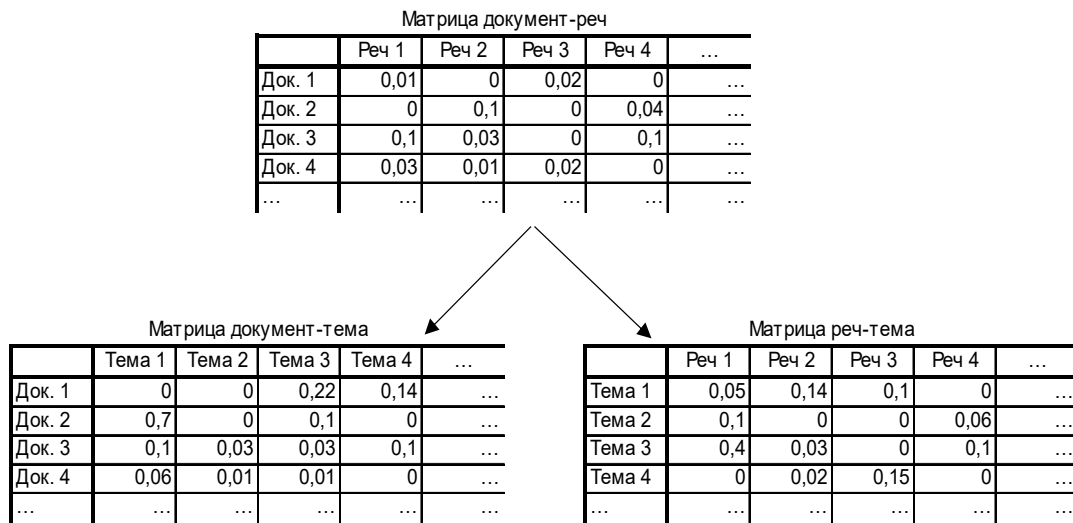 Матрица документ-реч
Реч 1 Реч 2 Реч 3 Реч 4 …
Док. 1 0,01 0 0,02 0 …
Док. 2 0 0,1 0 0,04 …
Док. 3 0,1 0,03 0 0,1 …
Док. 4 0,03 0,01 0,02 0 …
… … … … … …
Матрица документ-тема
Тема 1 Тема 2 Тема 3 Тема 4 …
Док. 1 0 0 0,22 0,14 …
Док. 2 0,7 0 0,1 0 …
Док. 3 0,1 0,03 0,03 0,1 …
Док. 4 0,06 0,01 0,01 0 …
… … … … … …
Матрица реч-тема
Реч 1 Реч 2 Реч 3 Реч 4 …
Тема 1 0,05 0,14 0,1 0 …
Тема 2 0,1 0 0 0,06 …
Тема 3 0,4 0,03 0 0,1 …
Тема 4 0 0,02 0,15 0 …
… … … … … …